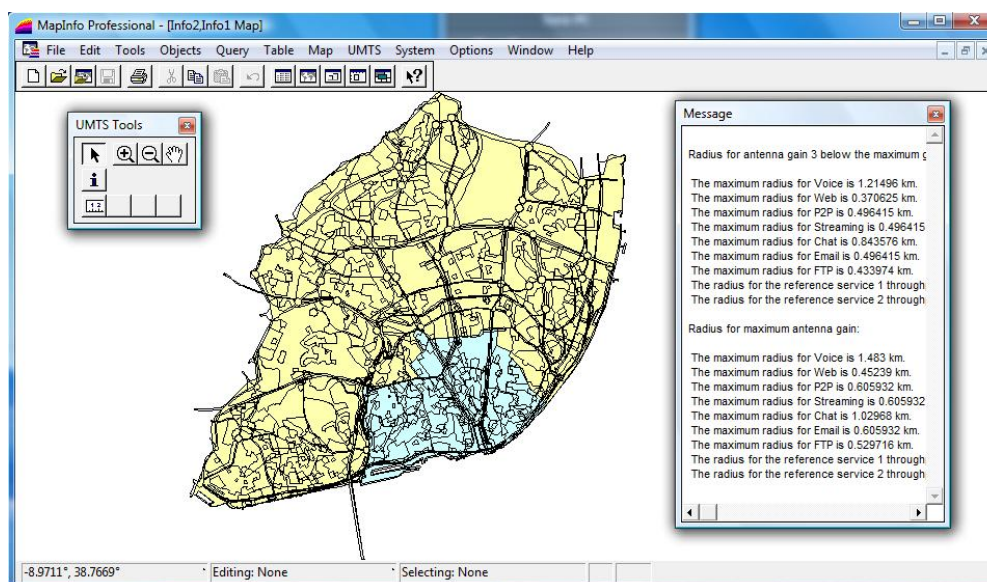 MapInfo Professional - [Info2,Info1 Map]
File Edit Tools Objects Query Table Map UMTS System Options Window Help
UMTS Tools
Message
Radius for antenna gain 3 below the maximum g
The maximum radius for Voice is 1.21496 km.
The maximum radius for Web is 0.370625 km.
The maximum radius for P2P is 0.496415 km.
The maximum radius for Streaming is 0.496415
The maximum radius for Chat is 0.843576 km.
The maximum radius for Email is 0.496415 km.
The maximum radius for FTP is 0.433974 km.
The radius for the reference service 1 through
The radius for the reference service 2 through
Radius for maximum antenna gain:
The maximum radius for Voice is 1.483 km.
The maximum radius for Web is 0.45239 km.
The maximum radius for P2P is 0.605932 km.
The maximum radius for Streaming is 0.605932
The maximum radius for Chat is 1.02968 km.
The maximum radius for Email is 0.605932 km.
The maximum radius for FTP is 0.529716 km.
The radius for the reference service 1 through
The radius for the reference service 2 through
-8.9711°, 38.7669° Editing: None Selecting: None